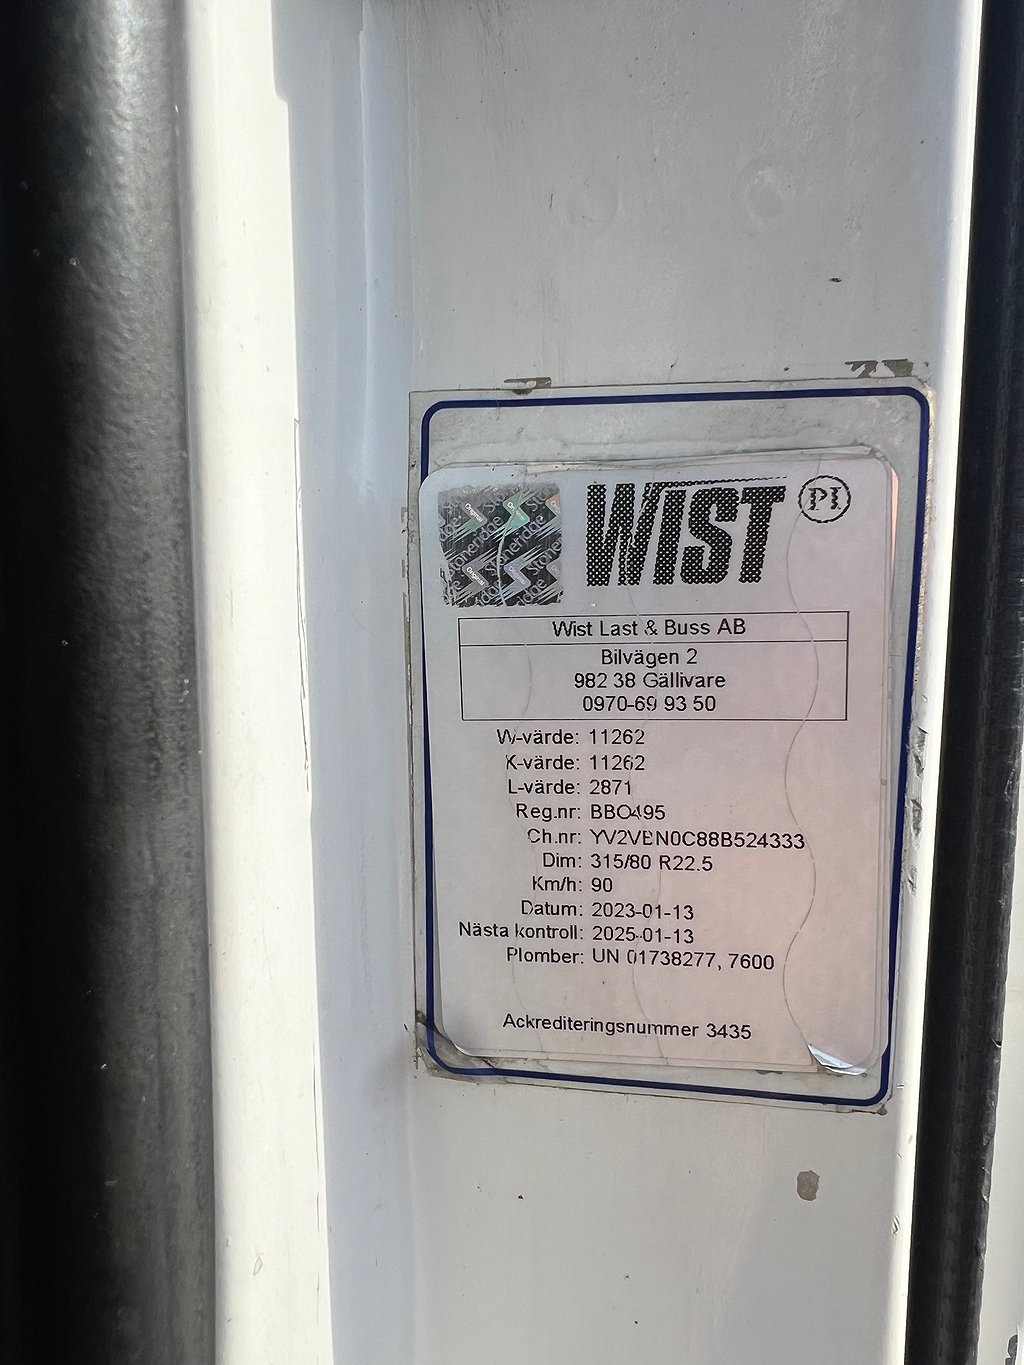 WIST PI
Wist Last & Buss AB
Bilvägen 2
982 38 Gällivare
0970-69 93 50
W-värde: 11262
K-värde: 11262
L-värde: 2871
Reg.nr: BBO495
Ch.nr: YV2VBN0C88B524333
Dim: 315/80 R22.5
Km/h: 90
Datum: 2023-01-13
Nästa kontroll: 2025-01-13
Plomber: UN 01738277, 7600
Ackrediteringsnummer 3435
Stoneridge
Original